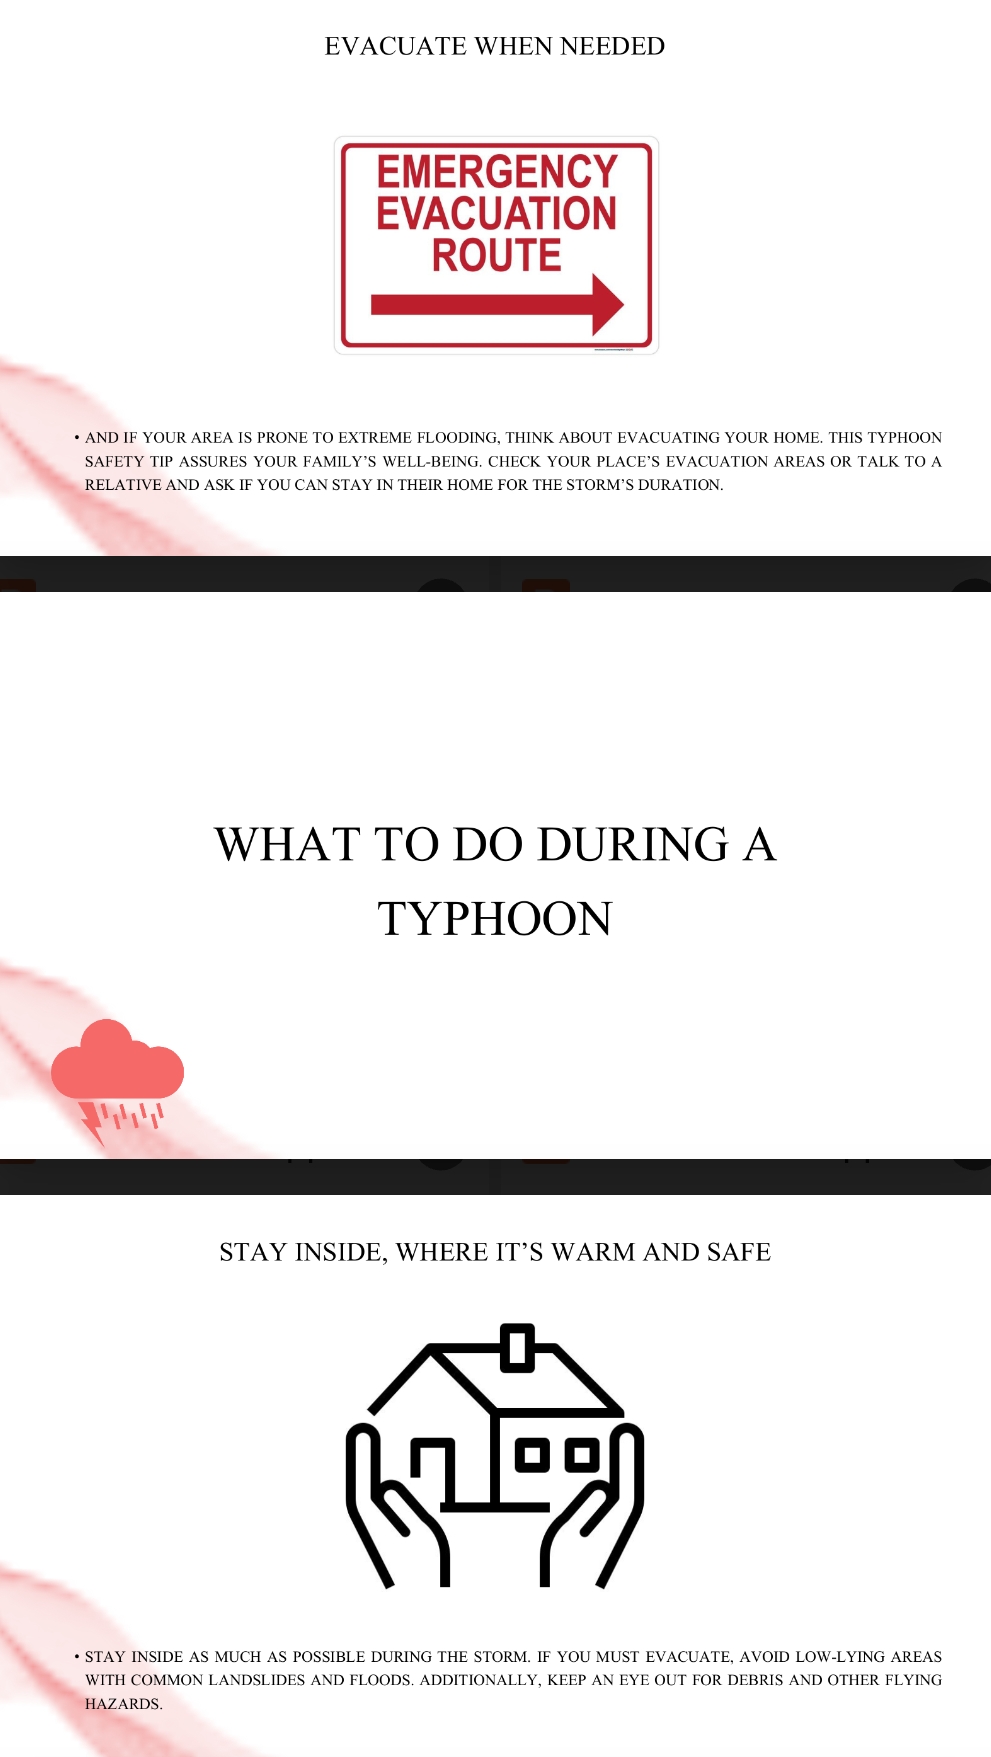 EVACUATE WHEN NEEDED
EMERGENCY
EVACUATION
ROUTE
• AND IF YOUR AREA IS PRONE TO EXTREME FLOODING, THINK ABOUT EVACUATING YOUR HOME. THIS TYPHOON
SAFETY TIP ASSURES YOUR FAMILY’S WELL-BEING. CHECK YOUR PLACE’S EVACUATION AREAS OR TALK TO A
RELATIVE AND ASK IF YOU CAN STAY IN THEIR HOME FOR THE STORM’S DURATION.
WHAT TO DO DURING A
TYPHOON
STAY INSIDE, WHERE IT’S WARM AND SAFE
• STAY INSIDE AS MUCH AS POSSIBLE DURING THE STORM. IF YOU MUST EVACUATE, AVOID LOW-LYING AREAS
WITH COMMON LANDSLIDES AND FLOODS. ADDITIONALLY, KEEP AN EYE OUT FOR DEBRIS AND OTHER FLYING
HAZARDS.